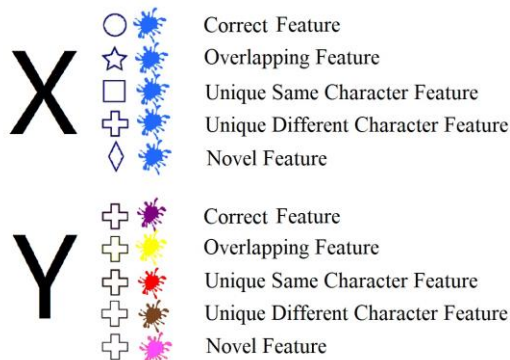 X
Correct Feature
Overlapping Feature
Unique Same Character Feature
Unique Different Character Feature
Novel Feature
Y
Correct Feature
Overlapping Feature
Unique Same Character Feature
Unique Different Character Feature
Novel Feature